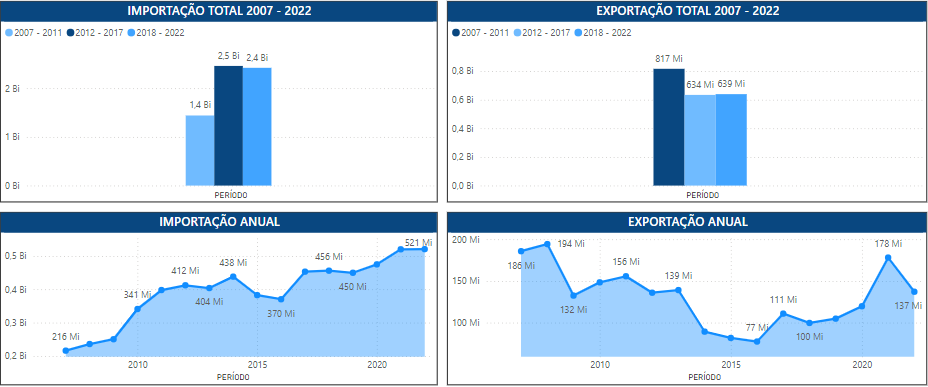 IMPORTAÇÃO TOTAL 2007 - 2022
2007 - 2011 2012 - 2017 2018 - 2022
2,5 Bi
2,4 Bi
2 Bi
1,4 Bi
1 Bi
0 Bi
PERÍODO
EXPORTAÇÃO TOTAL 2007 - 2022
2007 - 2011 2012 - 2017 2018 - 2022
817 Mi
0,8 Bi
634 Mi 639 Mi
0,6 Bi
0,4 Bi
0,2 Bi
0,0 Bi
PERÍODO
IMPORTAÇÃO ANUAL
521 Mi
0,5 Bi
456 Mi
438 Mi
412 Mi
0,4 Bi
341 Mi
404 Mi
450 Mi
370 Mi
0,3 Bi
216 Mi
0,2 Bi
2010 2015 2020
PERÍODO
EXPORTAÇÃO ANUAL
200 Mi
194 Mi
178 Mi
186 Mi
156 Mi
150 Mi
139 Mi
132 Mi
111 Mi
137 Mi
100 Mi
77 Mi
100 Mi
2010 2015 2020
PERÍODO